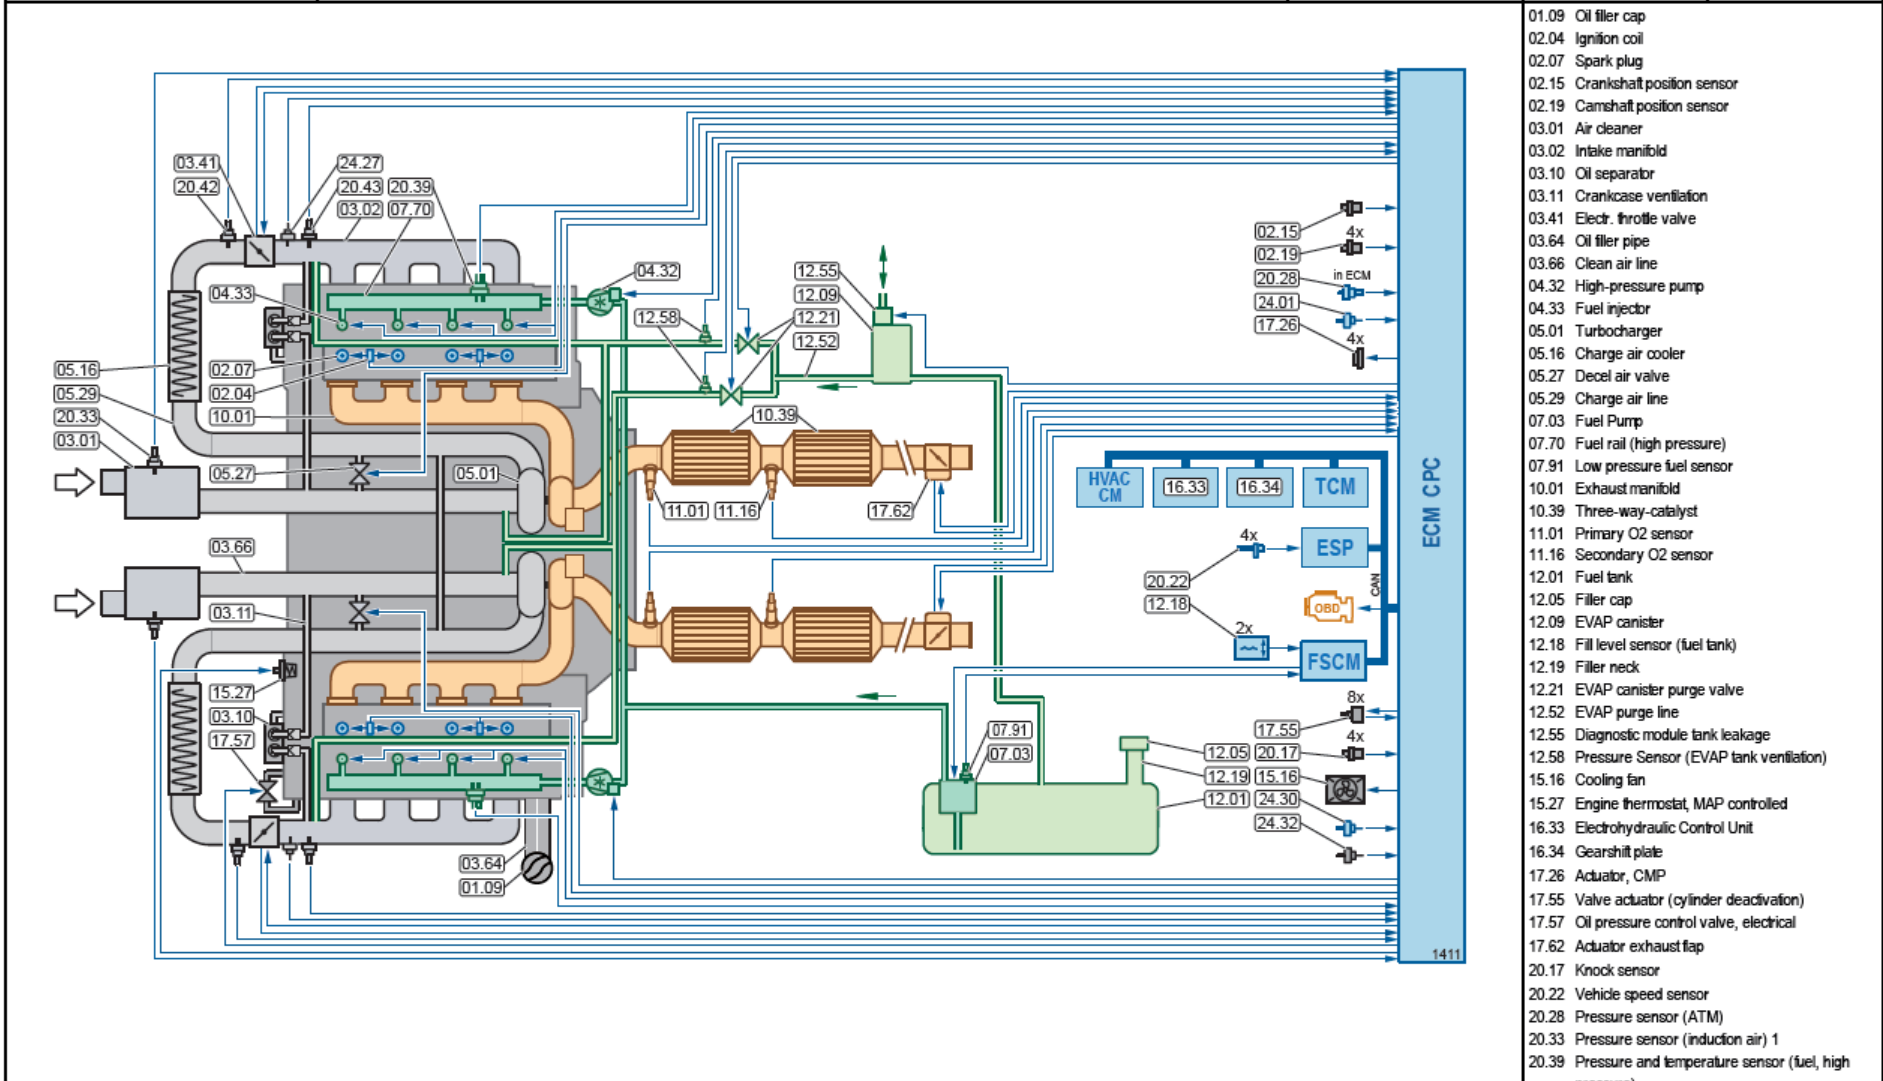 03.41
20.42
24.27
20.43
03.02
20.39
07.70
04.33
04.32
12.55
12.09
12.58
12.21
12.52
05.16
05.29
20.33
03.01
02.07
02.04
10.01
05.27
05.01
10.39
11.01
11.16
17.62
03.66
03.11
15.27
03.10
17.57
03.64
01.09
07.91
07.03
12.05
12.19
12.01
02.15
4x
02.19
in ECM
20.28
24.01
4x
17.26
HVAC
CM
16.33
16.34
TCM
4x
ESP
20.22
12.18
CAN
OBD
2x
FSCM
8x
17.55
4x
20.17
15.16
24.30
24.32
ECM CPC
1411
01.09 Oil filler cap
02.04 Ignition coil
02.07 Spark plug
02.15 Crankshaft position sensor
02.19 Camshaft position sensor
03.01 Air cleaner
03.02 Intake manifold
03.10 Oil separator
03.11 Crankcase ventilation
03.41 Electr. throttle valve
03.64 Oil filler pipe
03.66 Clean air line
04.32 High-pressure pump
04.33 Fuel injector
05.01 Turbocharger
05.16 Charge air cooler
05.27 Decel air valve
05.29 Charge air line
07.03 Fuel Pump
07.70 Fuel rail (high pressure)
07.91 Low pressure fuel sensor
10.01 Exhaust manifold
10.39 Three-way-catalyst
11.01 Primary O2 sensor
11.16 Secondary O2 sensor
12.01 Fuel tank
12.05 Filler cap
12.09 EVAP canister
12.18 Fill level sensor (fuel tank)
12.19 Filler neck
12.21 EVAP canister purge valve
12.52 EVAP purge line
12.55 Diagnostic module tank leakage
12.58 Pressure Sensor (EVAP tank ventilation)
15.16 Cooling fan
15.27 Engine thermostat, MAP controlled
16.33 Electrohydraulic Control Unit
16.34 Gearshift plate
17.26 Actuator, CMP
17.55 Valve actuator (cylinder deactivation)
17.57 Oil pressure control valve, electrical
17.62 Actuator exhaust flap
20.17 Knock sensor
20.22 Vehicle speed sensor
20.28 Pressure sensor (ATM)
20.33 Pressure sensor (induction air) 1
20.39 Pressure and temperature sensor (fuel, high